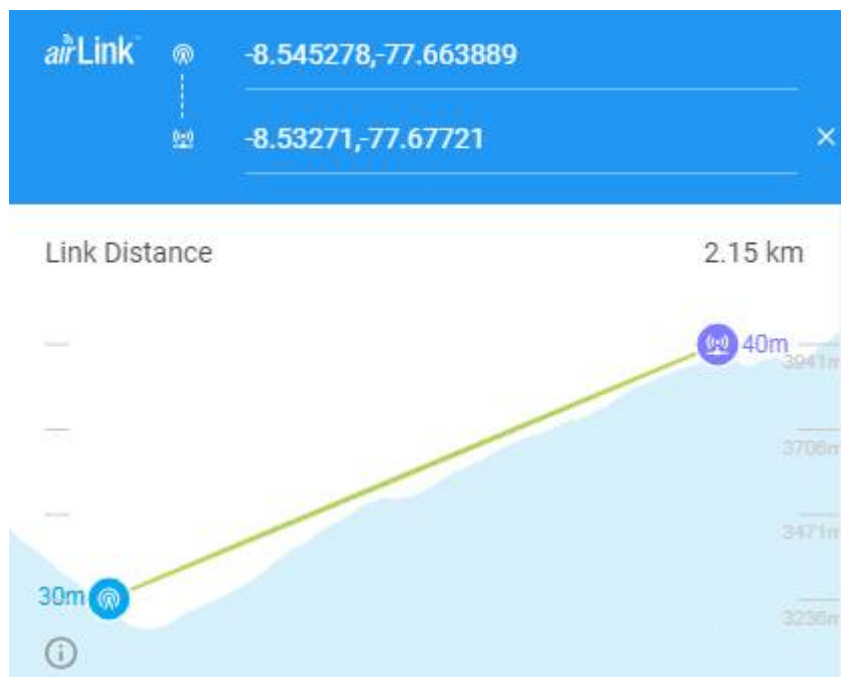 airLink™
-8.545278,-77.663889
-8.53271,-77.67721
×
Link Distance 2.15 km
40m
3941m
3706m
3471m
30m
3236m